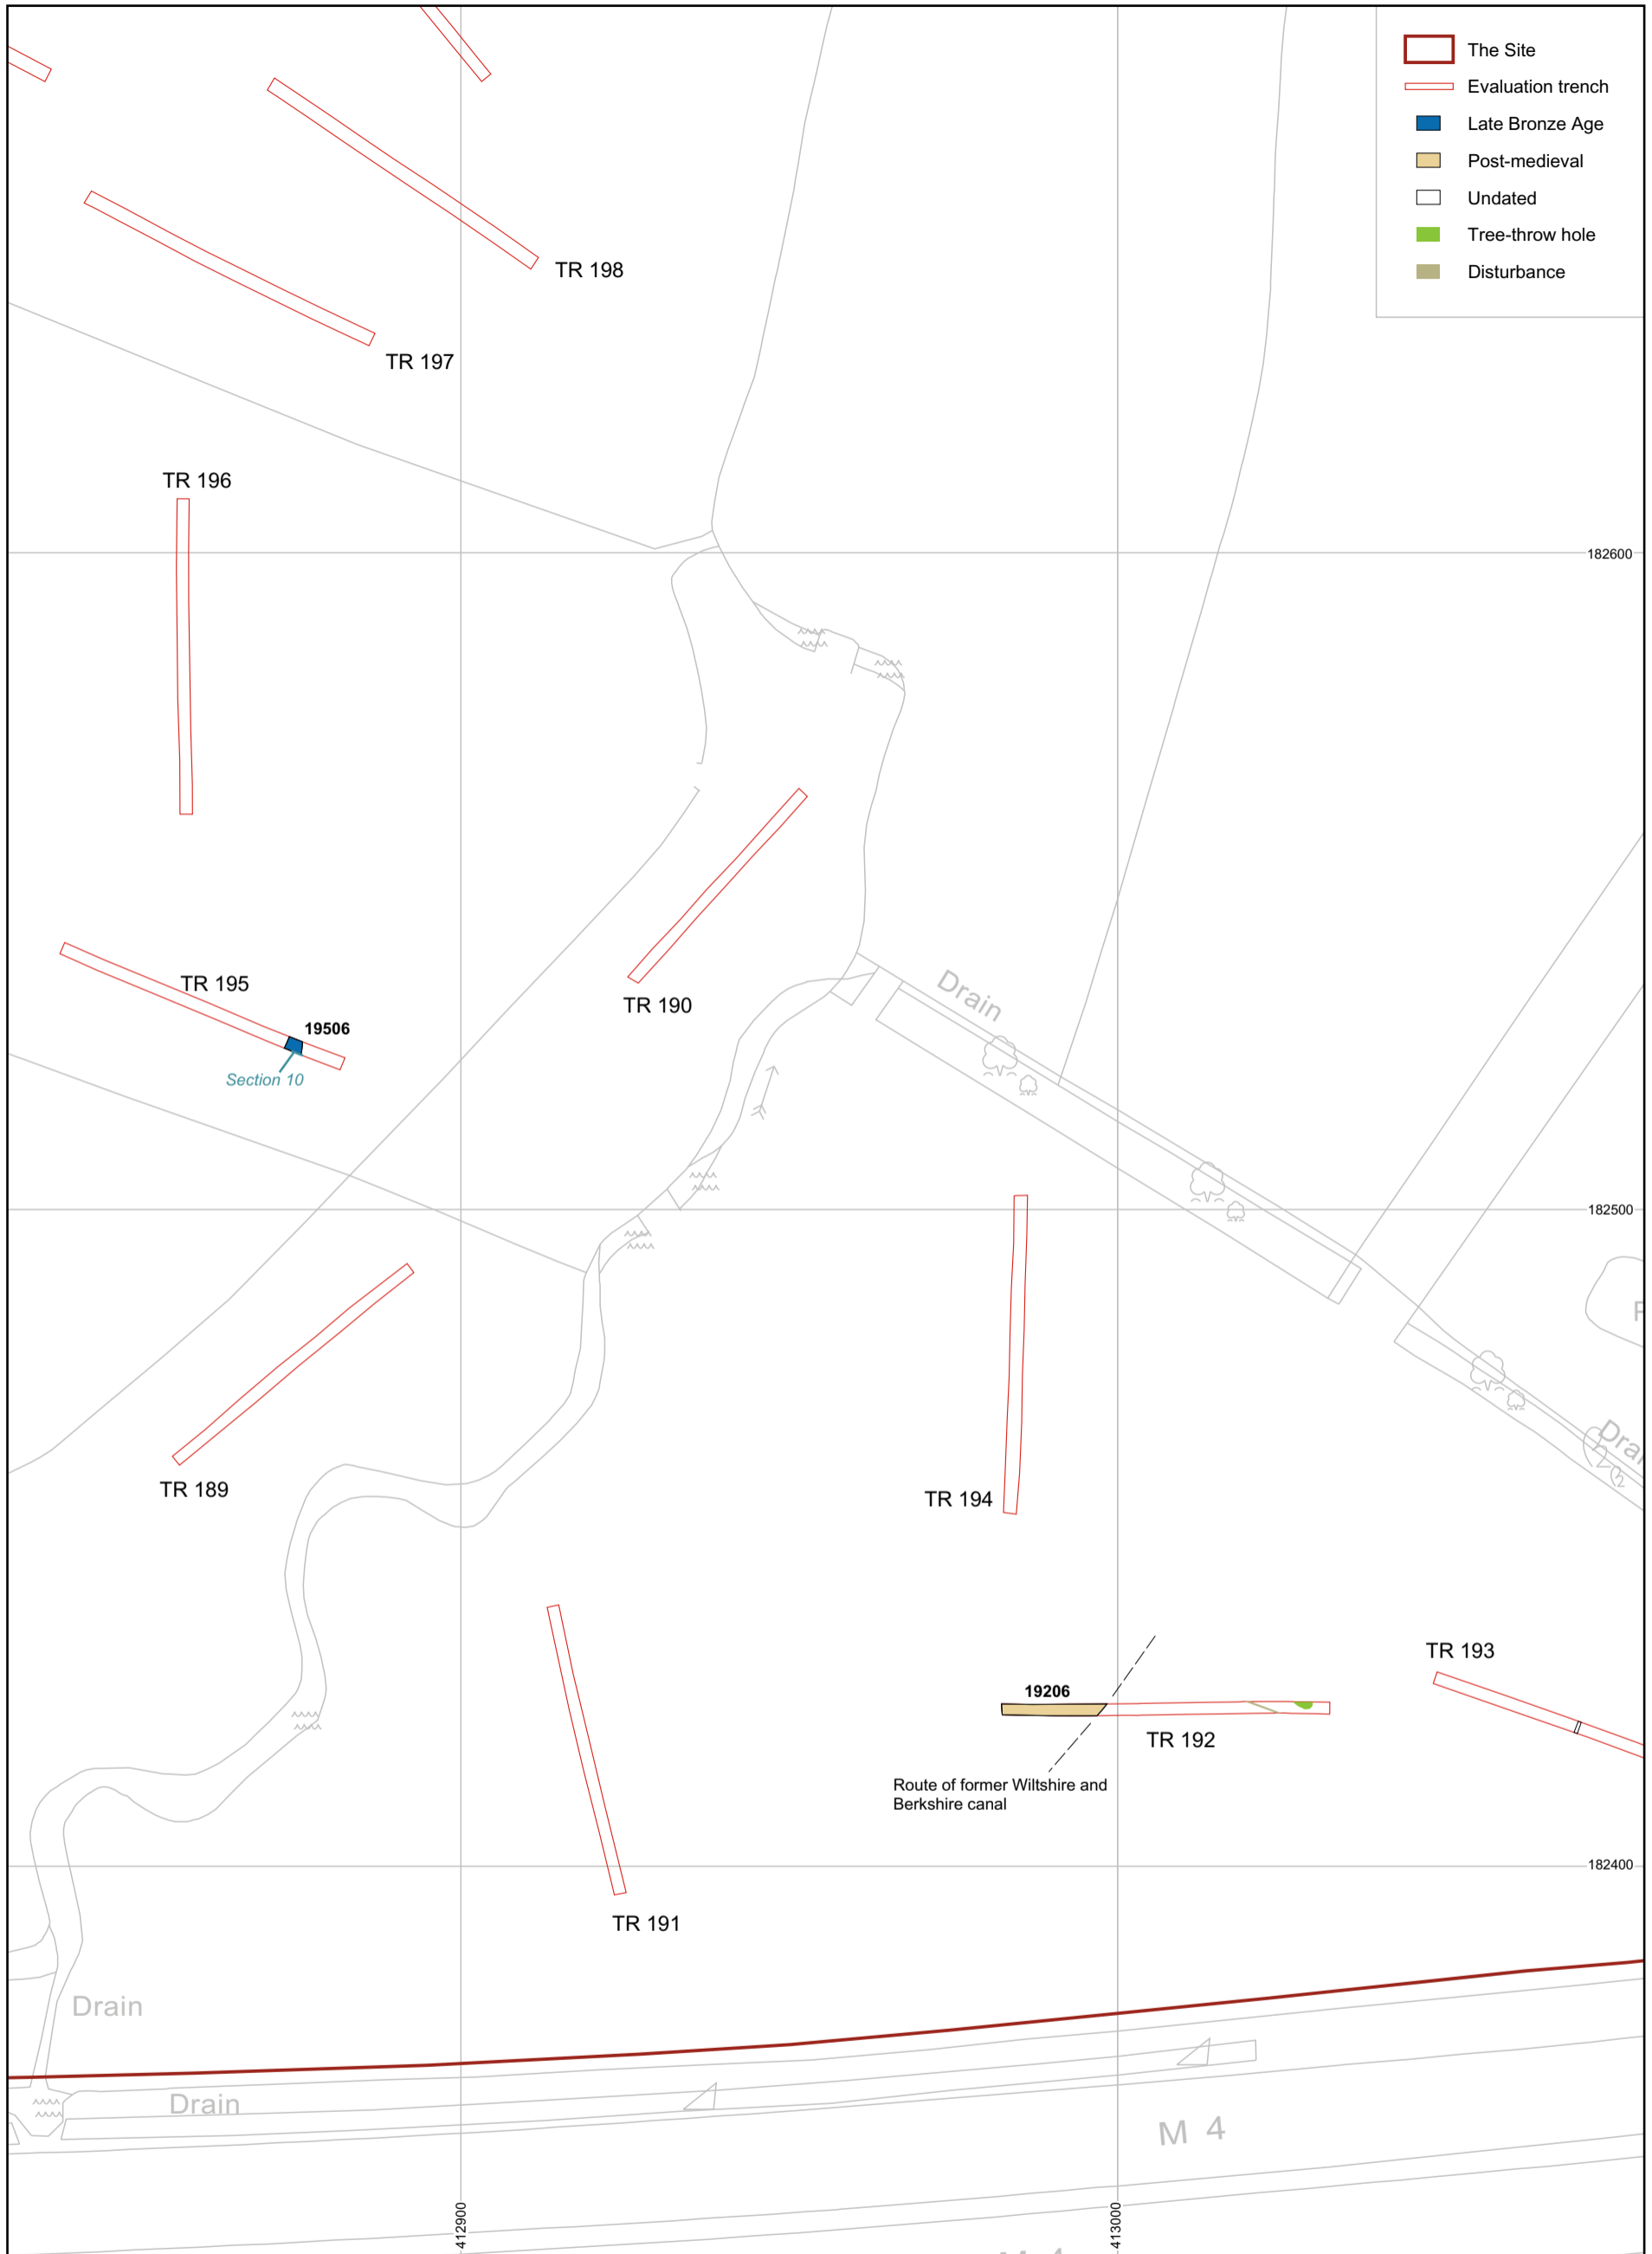 The Site
Evaluation trench
Late Bronze Age
Post-medieval
Undated
Tree-throw hole
Disturbance
TR 198
TR 197
TR 196
182600
TR 195
19506
Section 10
TR 190
Drain
182500
TR 189
TR 194
TR 193
19206
TR 192
Route of former Wiltshire and
Berkshire canal
182400
TR 191
Drain
Drain
M 4
412900
413000